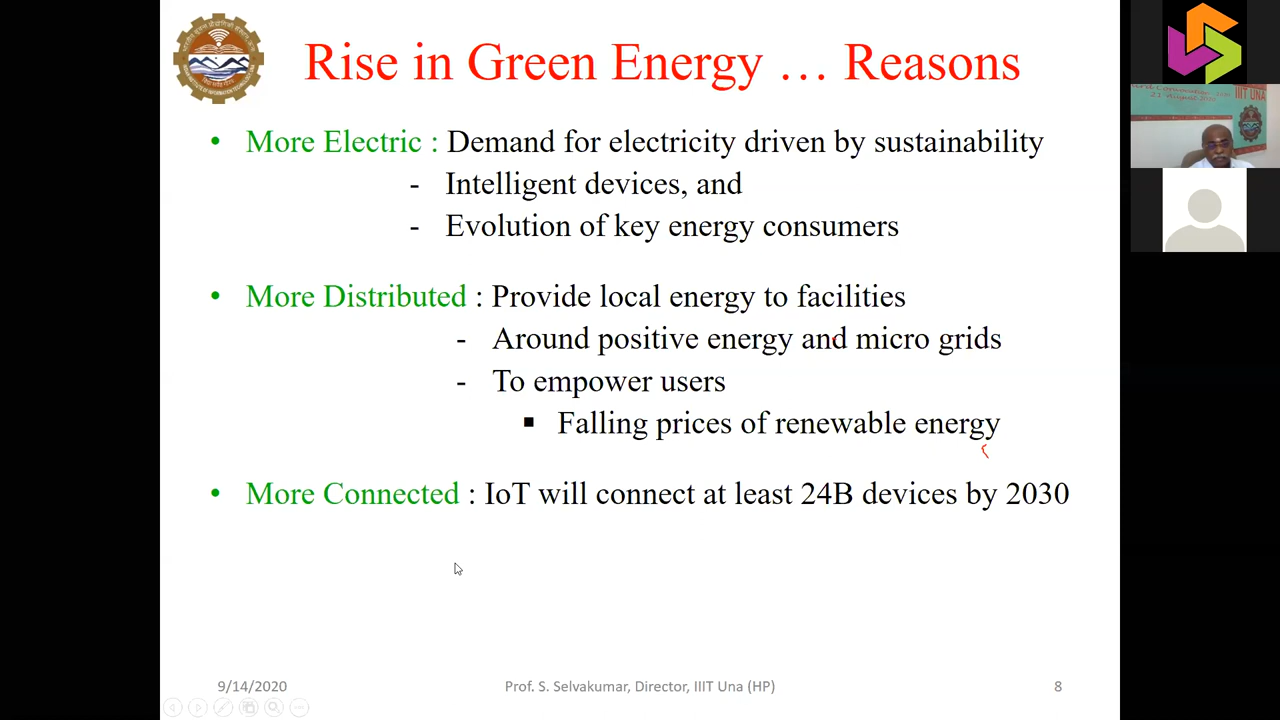 Rise in Green Energy … Reasons
• More Electric : Demand for electricity driven by sustainability
- Intelligent devices, and
- Evolution of key energy consumers
• More Distributed : Provide local energy to facilities
- Around positive energy and micro grids
- To empower users
▪ Falling prices of renewable energy
• More Connected : IoT will connect at least 24B devices by 2030
9/14/2020
Prof. S. Selvakumar, Director, IIIT Una (HP)
8
IIIT UNA